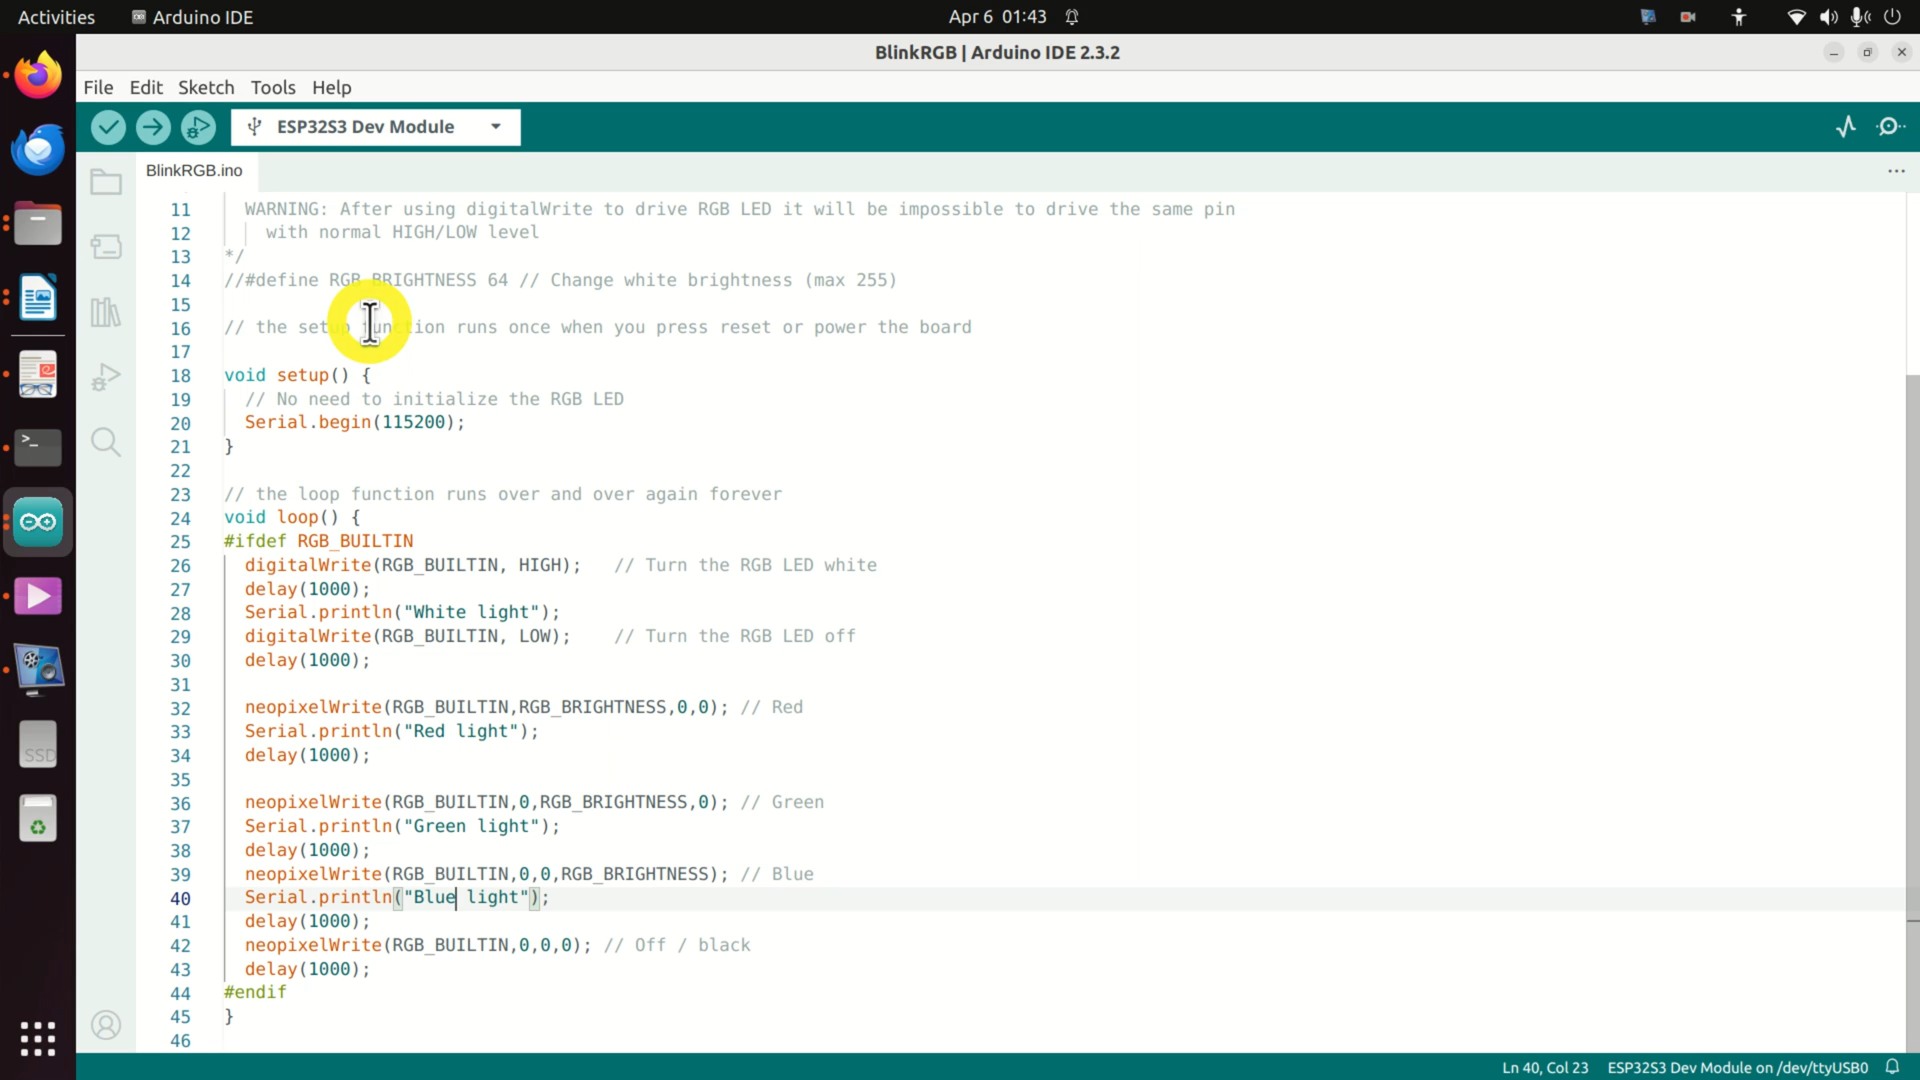 Activities Arduino IDE Apr 6 01:43
BlinkRGB | Arduino IDE 2.3.2
File Edit Sketch Tools Help
ESP32S3 Dev Module
BlinkRGB.ino
11 WARNING: After using digitalWrite to drive RGB LED it will be impossible to drive the same pin
12 with normal HIGH/LOW level
13 */
14 //#define RGB_BRIGHTNESS 64 // Change white brightness (max 255)
15
16 // the setup function runs once when you press reset or power the board
17
18 void setup() {
19 // No need to initialize the RGB LED
20 Serial.begin(115200);
21 }
22
23 // the loop function runs over and over again forever
24 void loop() {
25 #ifdef RGB_BUILTIN
26 digitalWrite(RGB_BUILTIN, HIGH); // Turn the RGB LED white
27 delay(1000);
28 Serial.println("White light");
29 digitalWrite(RGB_BUILTIN, LOW); // Turn the RGB LED off
30 delay(1000);
31
32 neopixelWrite(RGB_BUILTIN,RGB_BRIGHTNESS,0,0); // Red
33 Serial.println("Red light");
34 delay(1000);
35
36 neopixelWrite(RGB_BUILTIN,0,RGB_BRIGHTNESS,0); // Green
37 Serial.println("Green light");
38 delay(1000);
39 neopixelWrite(RGB_BUILTIN,0,0,RGB_BRIGHTNESS); // Blue
40 Serial.println("Blue light");
41 delay(1000);
42 neopixelWrite(RGB_BUILTIN,0,0,0); // Off / black
43 delay(1000);
44 #endif
45 }
46
SSD
Ln 40, Col 23 ESP32S3 Dev Module on /dev/ttyUSB0